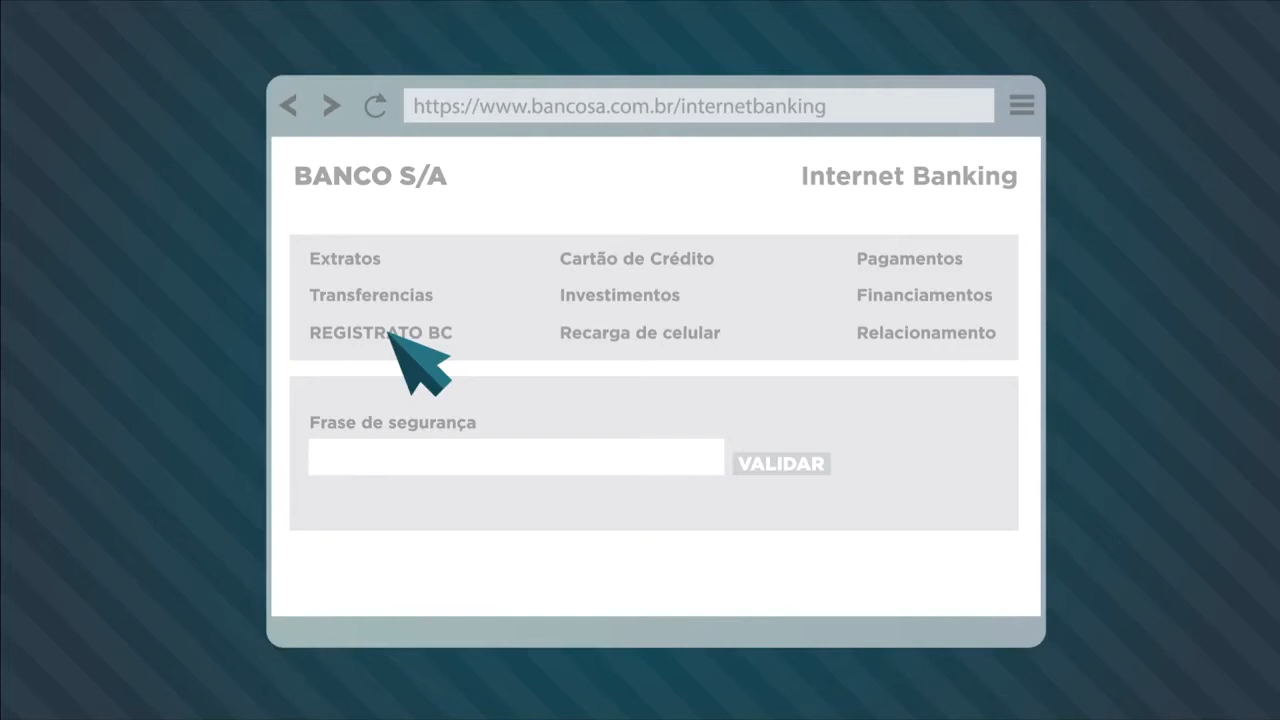 https://www.bancosa.com.br/internetbanking
BANCO S/A Internet Banking
Extratos Cartão de Crédito Pagamentos
Transferencias Investimentos Financiamentos
REGISTRATO BC Recarga de celular Relacionamento
Frase de segurança
VALIDAR